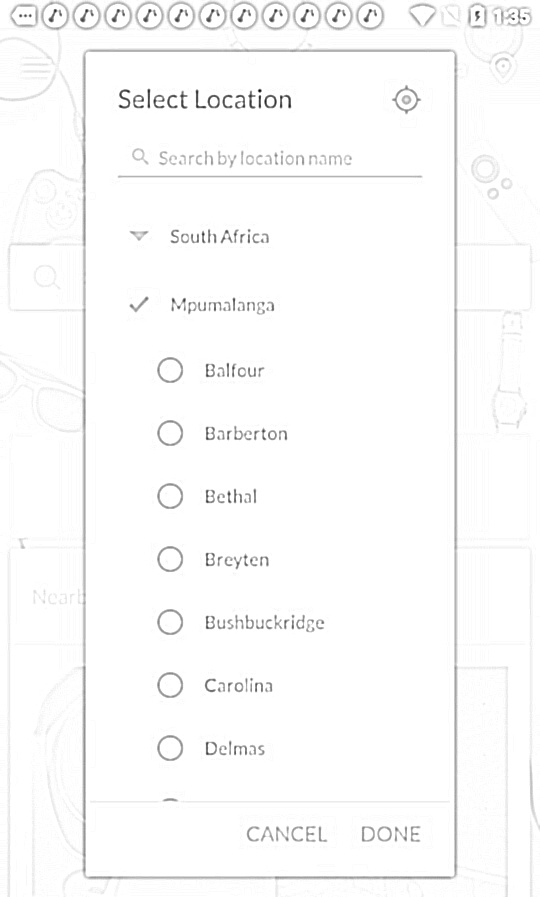 1:35
Select Location
Search by location name
South Africa
Mpumalanga
Balfour
Barberton
Bethal
Breyten
Bushbuckridge
Carolina
Delmas
Nearb
CANCEL DONE